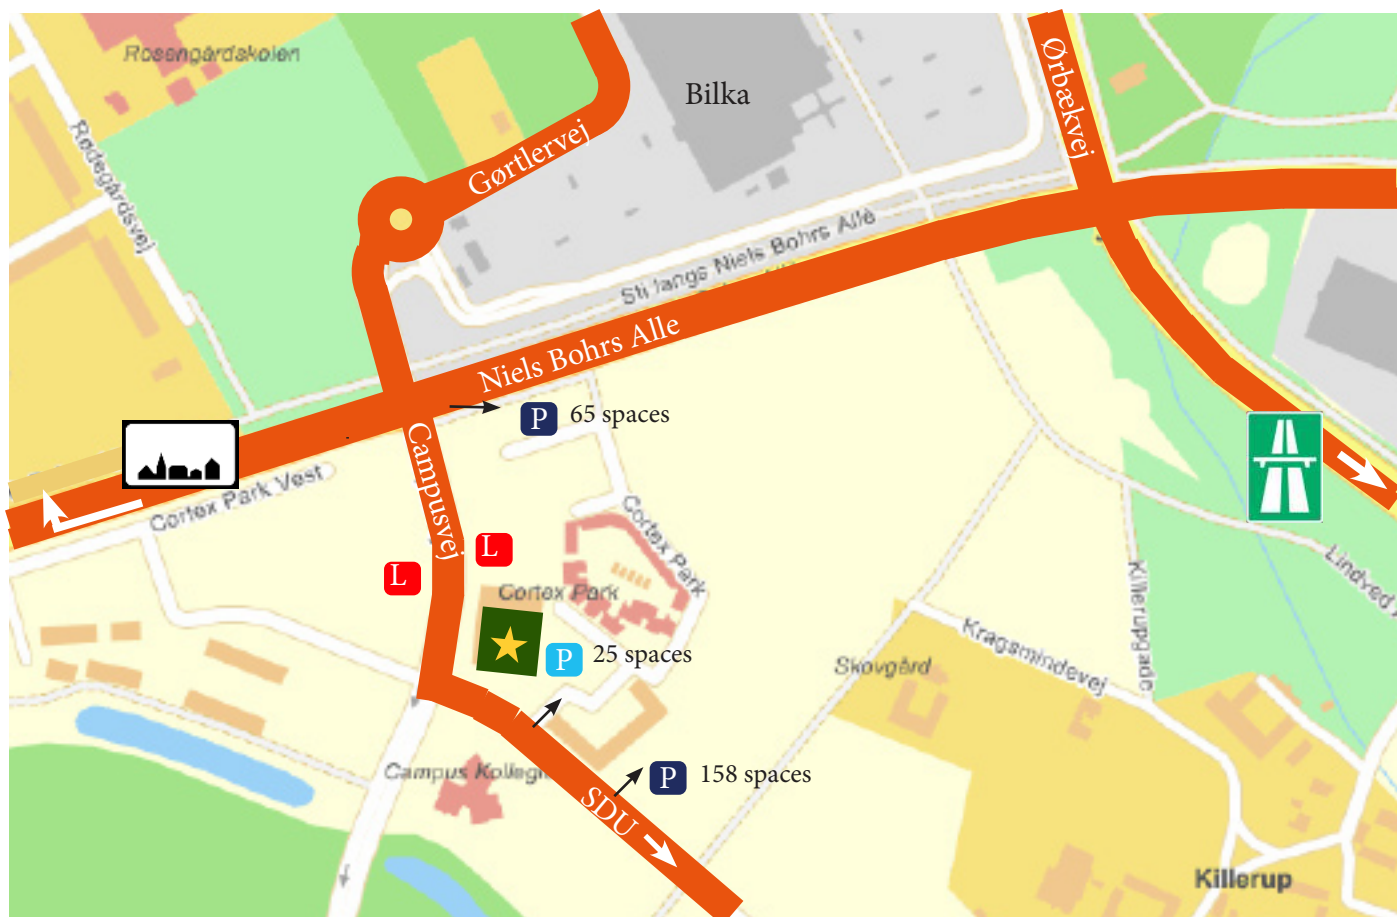 Rosengårdskolen
Bilka
Ørbækvej
Rødegårdsvej
Gørtlervej
Sti langs Niels Bohrs Allé
Niels Bohrs Alle
P 65 spaces
Campusvej
Cortex Park Vest
Cortex Park
L
L
Cortex Park
Lindved
Killerupgade
Kragsmindevej
P 25 spaces
Skovgård
Campus Kollegi
P 158 spaces
SDU
Killerup